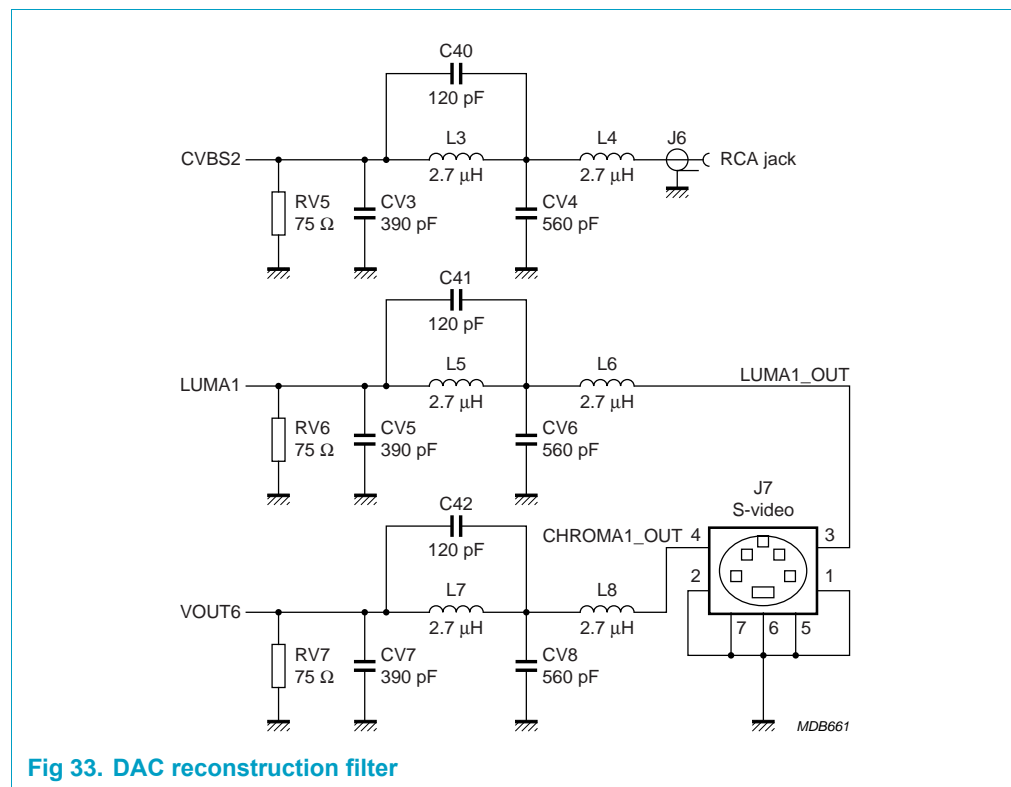 C40
120 pF
L3
L4
J6
CVBS2
RCA jack
2.7 μH
2.7 μH
RV5
75 Ω
CV3
390 pF
CV4
560 pF
C41
120 pF
L5
L6
LUMA1_OUT
LUMA1
2.7 μH
2.7 μH
RV6
75 Ω
CV5
390 pF
CV6
560 pF
J7
S-video
C42
120 pF
CHROMA1_OUT
4
3
2
1
L7
L8
VOUT6
2.7 μH
2.7 μH
7
6
5
RV7
75 Ω
CV7
390 pF
CV8
560 pF
MDB661
Fig 33. DAC reconstruction filter